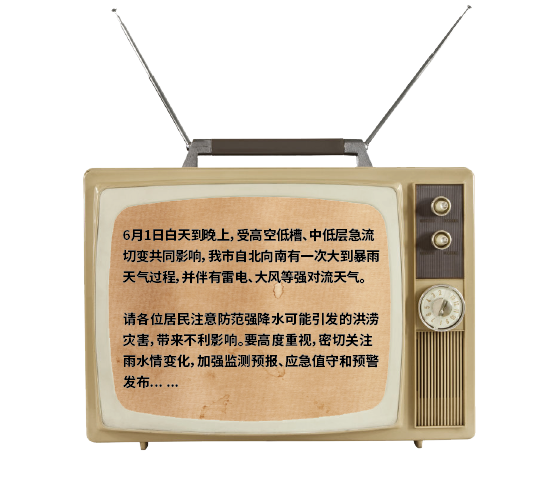 6月1日白天到晚上，受高空低槽、中低层急流
切变共同影响，我市自北向南有一次大到暴雨
天气过程，并伴有雷电、大风等强对流天气。
请各位居民注意防范强降水可能引发的洪涝
灾害，带来不利影响。要高度重视，密切关注
雨水情变化，加强监测预报、应急值守和预警
发布... ...